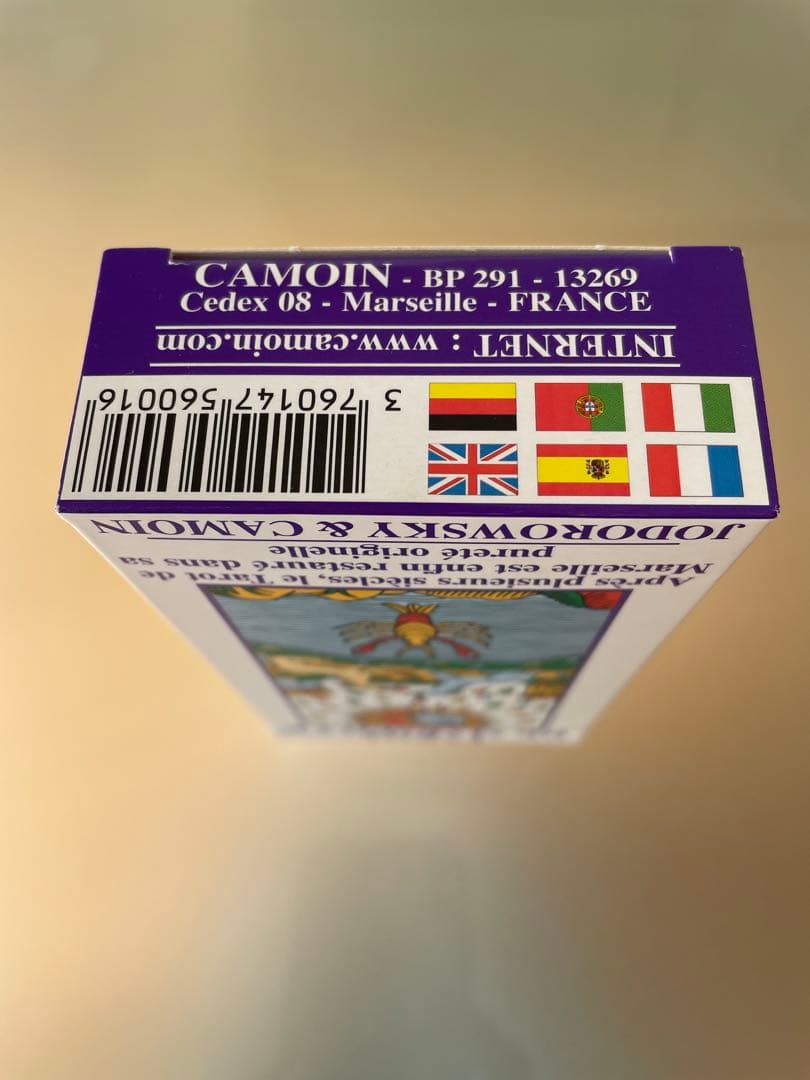 CAMOIN - BP 291 - 13269
Cedex 08 - Marseille - FRANCE
INTERNET : www.camoin.com
3 760147 560016
Après plusieurs siècles, le Tarot de
Marseille est enfin restauré dans sa
pureté originelle
JODOROWSKY & CAMOIN